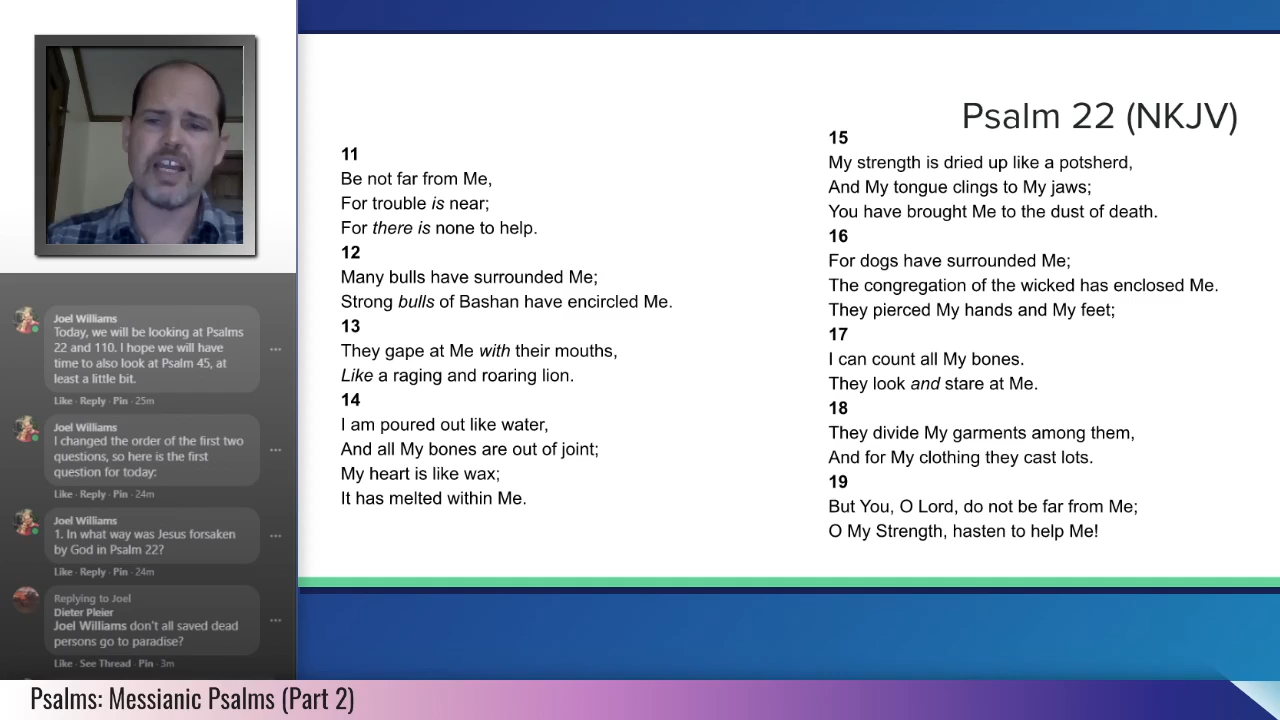 Psalm 22 (NKJV)
11
Be not far from Me,
For trouble is near;
For there is none to help.
12
Many bulls have surrounded Me;
Strong bulls of Bashan have encircled Me.
13
They gape at Me with their mouths,
Like a raging and roaring lion.
14
I am poured out like water,
And all My bones are out of joint;
My heart is like wax;
It has melted within Me.
15
My strength is dried up like a potsherd,
And My tongue clings to My jaws;
You have brought Me to the dust of death.
16
For dogs have surrounded Me;
The congregation of the wicked has enclosed Me.
They pierced My hands and My feet;
17
I can count all My bones.
They look and stare at Me.
18
They divide My garments among them,
And for My clothing they cast lots.
19
But You, O Lord, do not be far from Me;
O My Strength, hasten to help Me!
Joel Williams
Today, we will be looking at Psalms
22 and 110. I hope we will have
time to also look at Psalm 45, at
least a little bit.
Like · Reply · Pin · 25m
Joel Williams
I changed the order of the first two
questions, so here is the first
question for today:
Like · Reply · Pin · 24m
Joel Williams
1. In what way was Jesus forsaken
by God in Psalm 22?
Like · Reply · Pin · 24m
Replying to Joel
Dieter Pleier
Joel Williams don't all saved dead
persons go to paradise?
Like · See Thread · Pin · 3m
Psalms: Messianic Psalms (Part 2)